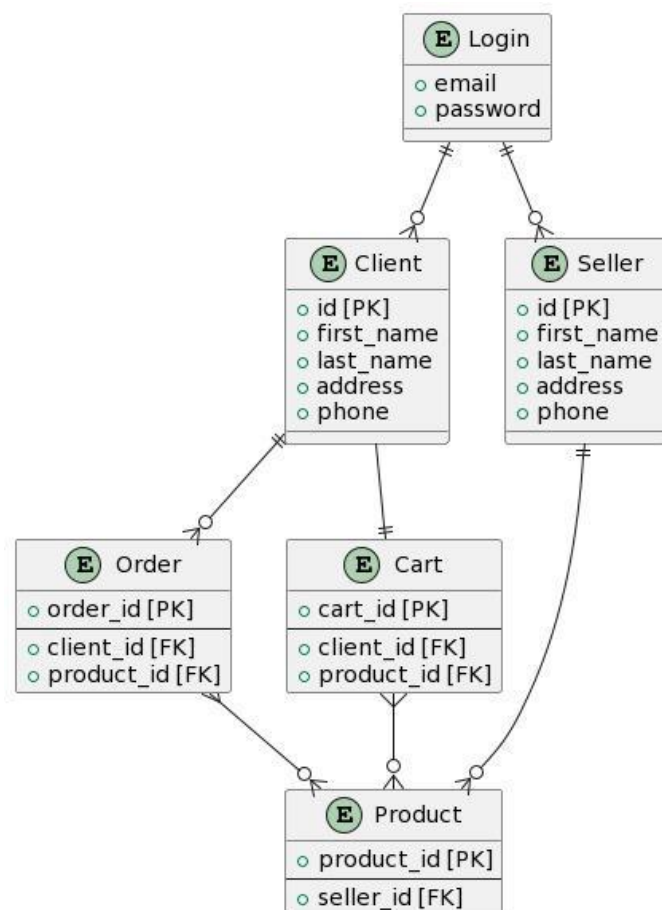 E Login
email
password
E Client
id [PK]
first_name
last_name
address
phone
E Seller
id [PK]
first_name
last_name
address
phone
E Order
order_id [PK]
client_id [FK]
product_id [FK]
E Cart
cart_id [PK]
client_id [FK]
product_id [FK]
E Product
product_id [PK]
seller_id [FK]